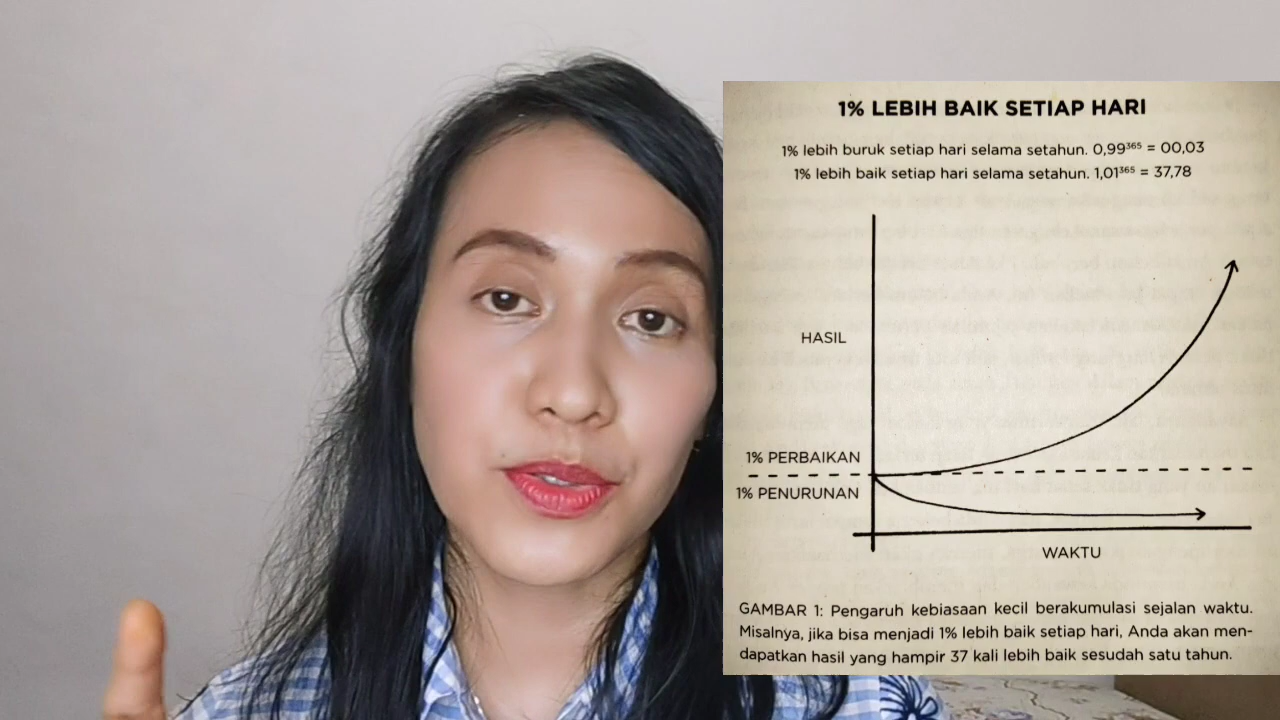 1% LEBIH BAIK SETIAP HARI
1% lebih buruk setiap hari selama setahun. 0,99³⁶⁵ = 00,03
1% lebih baik setiap hari selama setahun. 1,01³⁶⁵ = 37,78
HASIL
1% PERBAIKAN
1% PENURUNAN
WAKTU
GAMBAR 1: Pengaruh kebiasaan kecil berakumulasi sejalan waktu.
Misalnya, jika bisa menjadi 1% lebih baik setiap hari, Anda akan men-
dapatkan hasil yang hampir 37 kali lebih baik sesudah satu tahun.